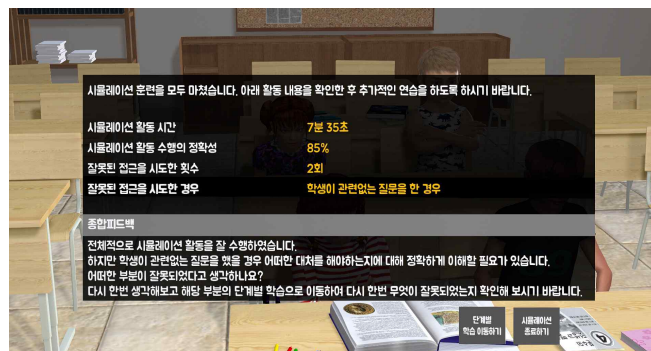 시뮬레이션 훈련을 모두 마쳤습니다. 아래 활동 내용을 확인한 후 추가적인 연습을 하도록 하시기 바랍니다.
시뮬레이션 활동 시간 7분 35초
시뮬레이션 활동 수행의 정확성 85%
잘못된 접근을 시도한 횟수 2회
잘못된 접근을 시도한 경우 학생이 관련없는 질문을 한 경우
종합피드백
전체적으로 시뮬레이션 활동을 잘 수행하였습니다.
하지만 학생이 관련없는 질문을 했을 경우 어떠한 대처를 해야하는지에 대해 정확하게 이해할 필요가 있습니다.
어떠한 부분이 잘못되었다고 생각하나요?
다시 한번 생각해보고 해당 부분의 단계별 학습으로 이동하여 다시 한번 무엇이 잘못되었는지 확인해 보시기 바랍니다.
단계별
학습 이동하기
시뮬레이션
종료하기